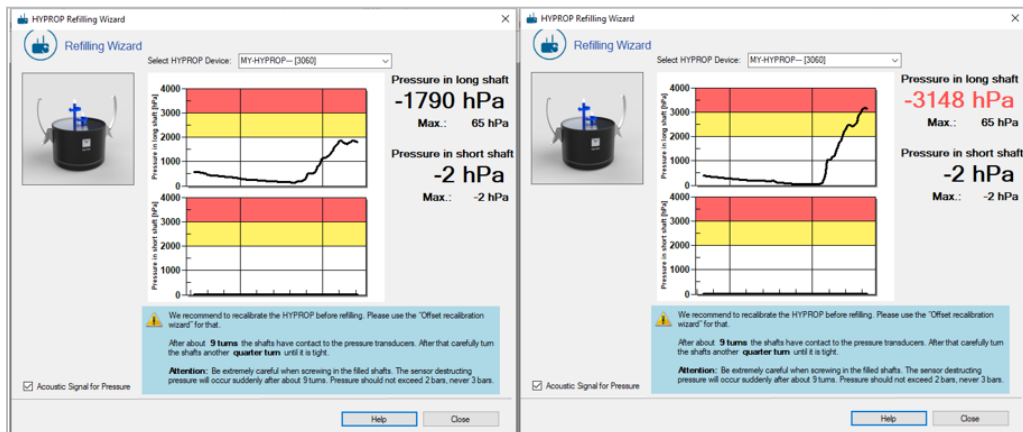 HYPROP Refilling Wizard
Refilling Wizard
Select HYPROP Device: MY-HYPROP--- [3060]
Pressure in long shaft [hPa]
4000
3000
2000
1000
0
Pressure in long shaft
-1790 hPa
Max.: 65 hPa
Pressure in short shaft [hPa]
4000
3000
2000
1000
0
Pressure in short shaft
-2 hPa
Max.: -2 hPa
We recommend to recalibrate the HYPROP before refilling. Please use the "Offset recalibration
wizard" for that.
After about 9 turns the shafts have contact to the pressure transducers. After that carefully turn
the shafts another quarter turn until it is tight.
Attention: Be extremely careful when screwing in the filled shafts. The sensor destructing
pressure will occur suddenly after about 9 turns. Pressure should not exceed 2 bars, never 3 bars.
Acoustic Signal for Pressure
Help
Close
HYPROP Refilling Wizard
Refilling Wizard
Select HYPROP Device: MY-HYPROP--- [3060]
Pressure in long shaft [hPa]
4000
3000
2000
1000
0
Pressure in long shaft
-3148 hPa
Max.: 65 hPa
Pressure in short shaft [hPa]
4000
3000
2000
1000
0
Pressure in short shaft
-2 hPa
Max.: -2 hPa
We recommend to recalibrate the HYPROP before refilling. Please use the "Offset recalibration
wizard" for that.
After about 9 turns the shafts have contact to the pressure transducers. After that carefully turn
the shafts another quarter turn until it is tight.
Attention: Be extremely careful when screwing in the filled shafts. The sensor destructing
pressure will occur suddenly after about 9 turns. Pressure should not exceed 2 bars, never 3 bars.
Acoustic Signal for Pressure
Help
Close